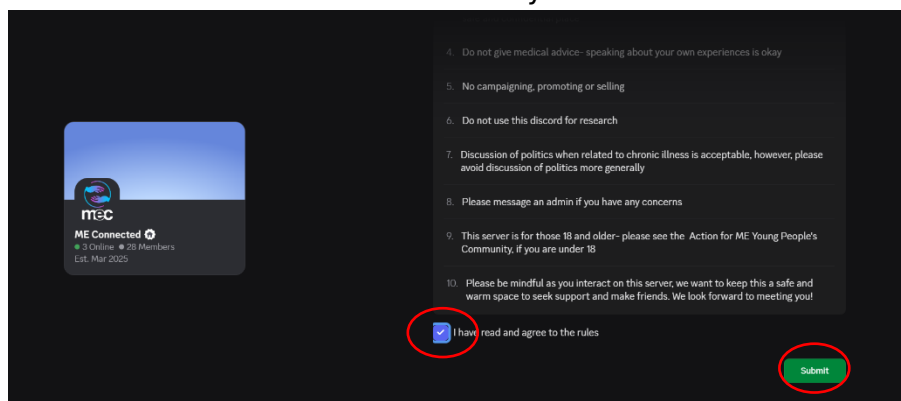 4. Do not give medical advice- speaking about your own experiences is okay
5. No campaigning, promoting or selling
6. Do not use this discord for research
7. Discussion of politics when related to chronic illness is acceptable, however, please
avoid discussion of politics more generally
8. Please message an admin if you have any concerns
9. This server is for those 18 and older- please see the Action for ME Young People's
Community, if you are under 18
10. Please be mindful as you interact on this server, we want to keep this a safe and
warm space to seek support and make friends. We look forward to meeting you!
mec
ME Connected
3 Online 28 Members
Est. Mar 2025
I have read and agree to the rules
Submit